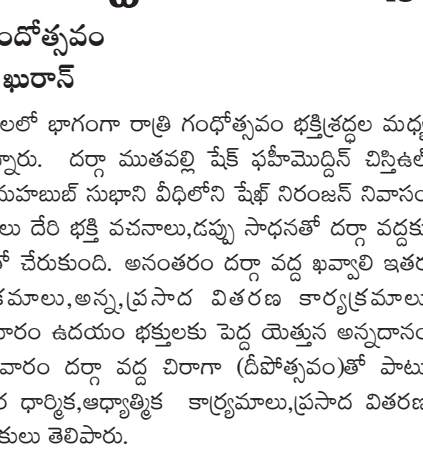 ందోత్సవం
ఖురాన్
లలో భాగంగా రాత్రి గంధోత్సవం భక్తిశ్రద్ధల మధ్య
్నారు. దర్గా ముతవల్లి షేక్ ఫహీమొద్దిన్ చిస్తిఉల్
మహబుబ్ సుభాని వీధిలోని షేఖ్ నిరంజన్ నివాసం
లు దేరి భక్తి వచనాలు,డప్పు సాధనతో దర్గా వద్దకు
ో చేరుకుంది. అనంతరం దర్గా వద్ద ఖవ్వాలి ఇతర
కమాలు,అన్న,ప్రసాద వితరణ కార్యక్రమాలు
వారం ఉదయం భక్తులకు పెద్ద యెత్తున అన్నదానం
వారం దర్గా వద్ద చిరాగా (దీపోత్సవం)తో పాటు
ర ధార్మిక,ఆధ్యాత్మిక కార్ర్యమాలు,ప్రసాద వితరణ
కులు తెలిపారు.